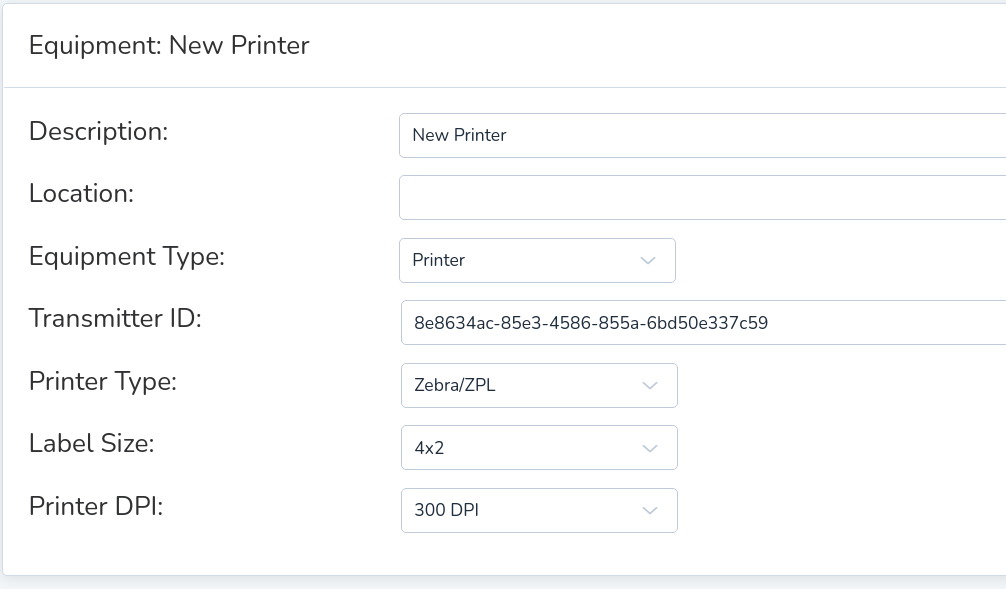 Equipment: New Printer
Description: New Printer
Location:
Equipment Type: Printer
Transmitter ID: 8e8634ac-85e3-4586-855a-6bd50e337c59
Printer Type: Zebra/ZPL
Label Size: 4x2
Printer DPI: 300 DPI